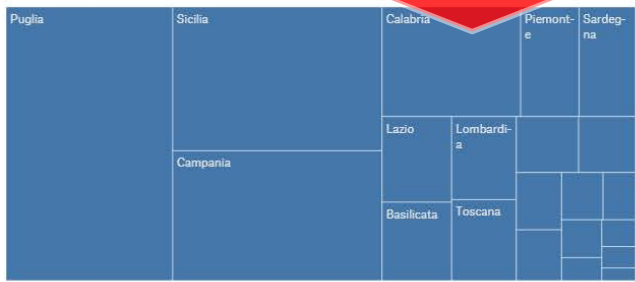 Puglia
Sicilia
Calabria
Piemont-
e
Sardeg-
na
Lazio
Lombardi-
a
Campania
Basilicata
Toscana